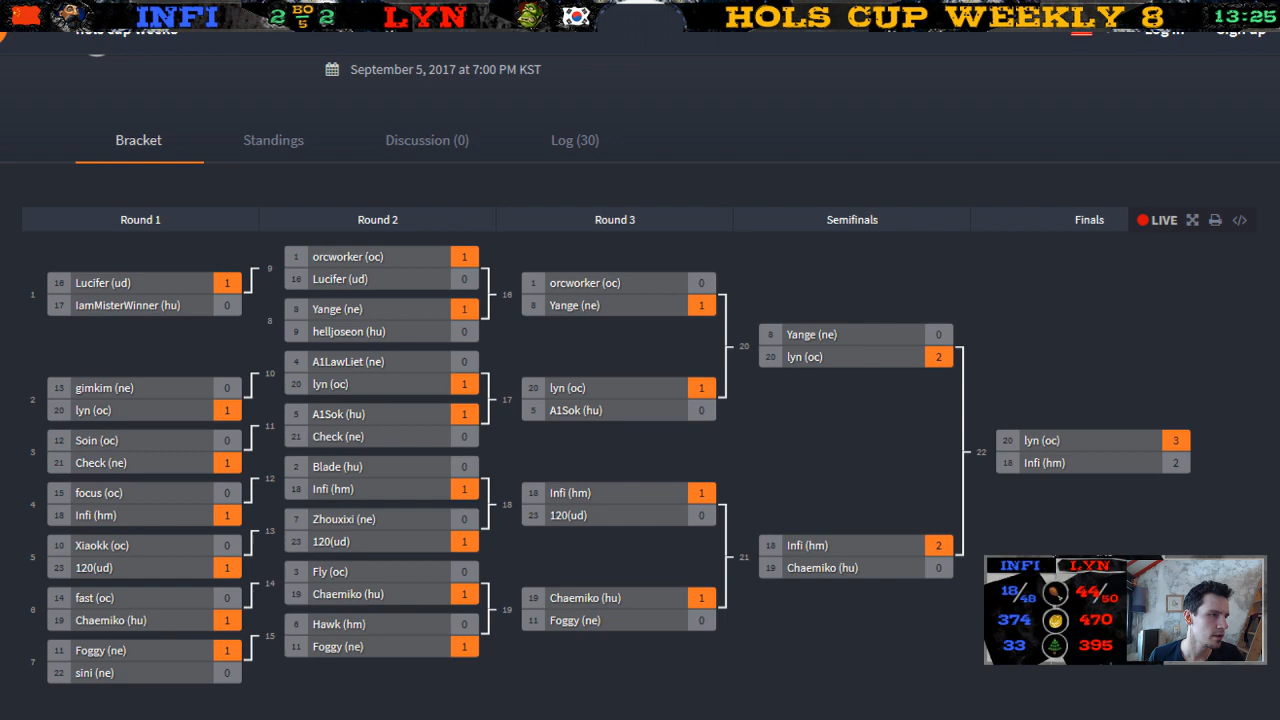 INFI 2 BO 5 2 LYN HOLS CUP WEEKLY 8 13:25
September 5, 2017 at 7:00 PM KST
Bracket Standings Discussion (0) Log (30)
Round 1 Round 2 Round 3 Semifinals Finals LIVE
1
16 Lucifer (ud) 1
17 IamMisterWinner (hu) 0
2
13 gimkim (ne) 0
20 lyn (oc) 1
3
12 Soin (oc) 0
21 Check (ne) 1
4
15 focus (oc) 0
18 Infi (hm) 1
5
10 Xiaokk (oc) 0
23 120(ud) 1
6
14 fast (oc) 0
19 Chaemiko (hu) 1
7
11 Foggy (ne) 1
22 sini (ne) 0
9
1 orcworker (oc) 1
16 Lucifer (ud) 0
8
8 Yange (ne) 1
9 helljoseon (hu) 0
10
4 A1LawLiet (ne) 0
20 lyn (oc) 1
11
5 A1Sok (hu) 1
21 Check (ne) 0
12
2 Blade (hu) 0
18 Infi (hm) 1
13
7 Zhouxixi (ne) 0
23 120(ud) 1
14
3 Fly (oc) 0
19 Chaemiko (hu) 1
15
6 Hawk (hm) 0
11 Foggy (ne) 1
16
1 orcworker (oc) 0
8 Yange (ne) 1
17
20 lyn (oc) 1
5 A1Sok (hu) 0
18
18 Infi (hm) 1
23 120(ud) 0
19
19 Chaemiko (hu) 1
11 Foggy (ne) 0
20
8 Yange (ne) 0
20 lyn (oc) 2
21
18 Infi (hm) 2
19 Chaemiko (hu) 0
22
20 lyn (oc) 3
18 Infi (hm) 2
INFI LYN
18/48 44/50
374 470
33 395